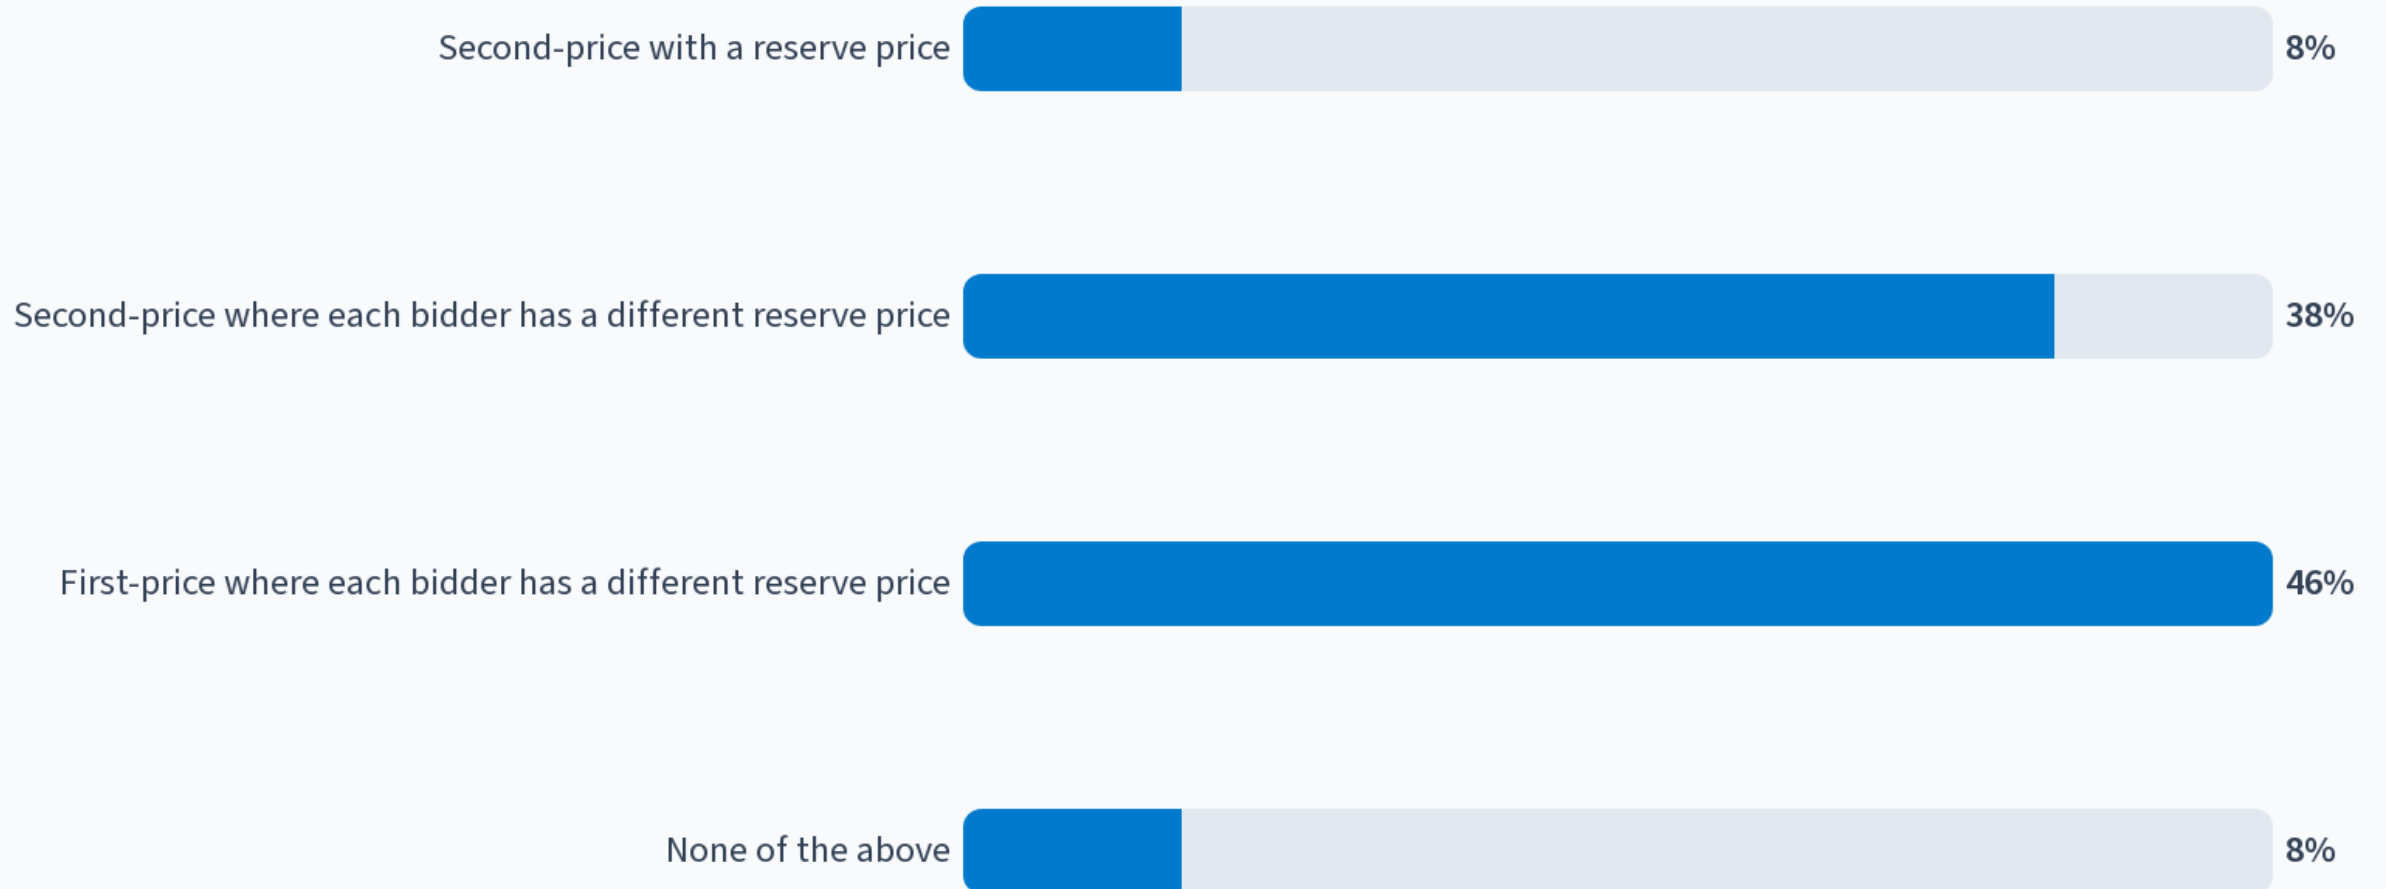 Second-price with a reserve price 8%
Second-price where each bidder has a different reserve price 38%
First-price where each bidder has a different reserve price 46%
None of the above 8%